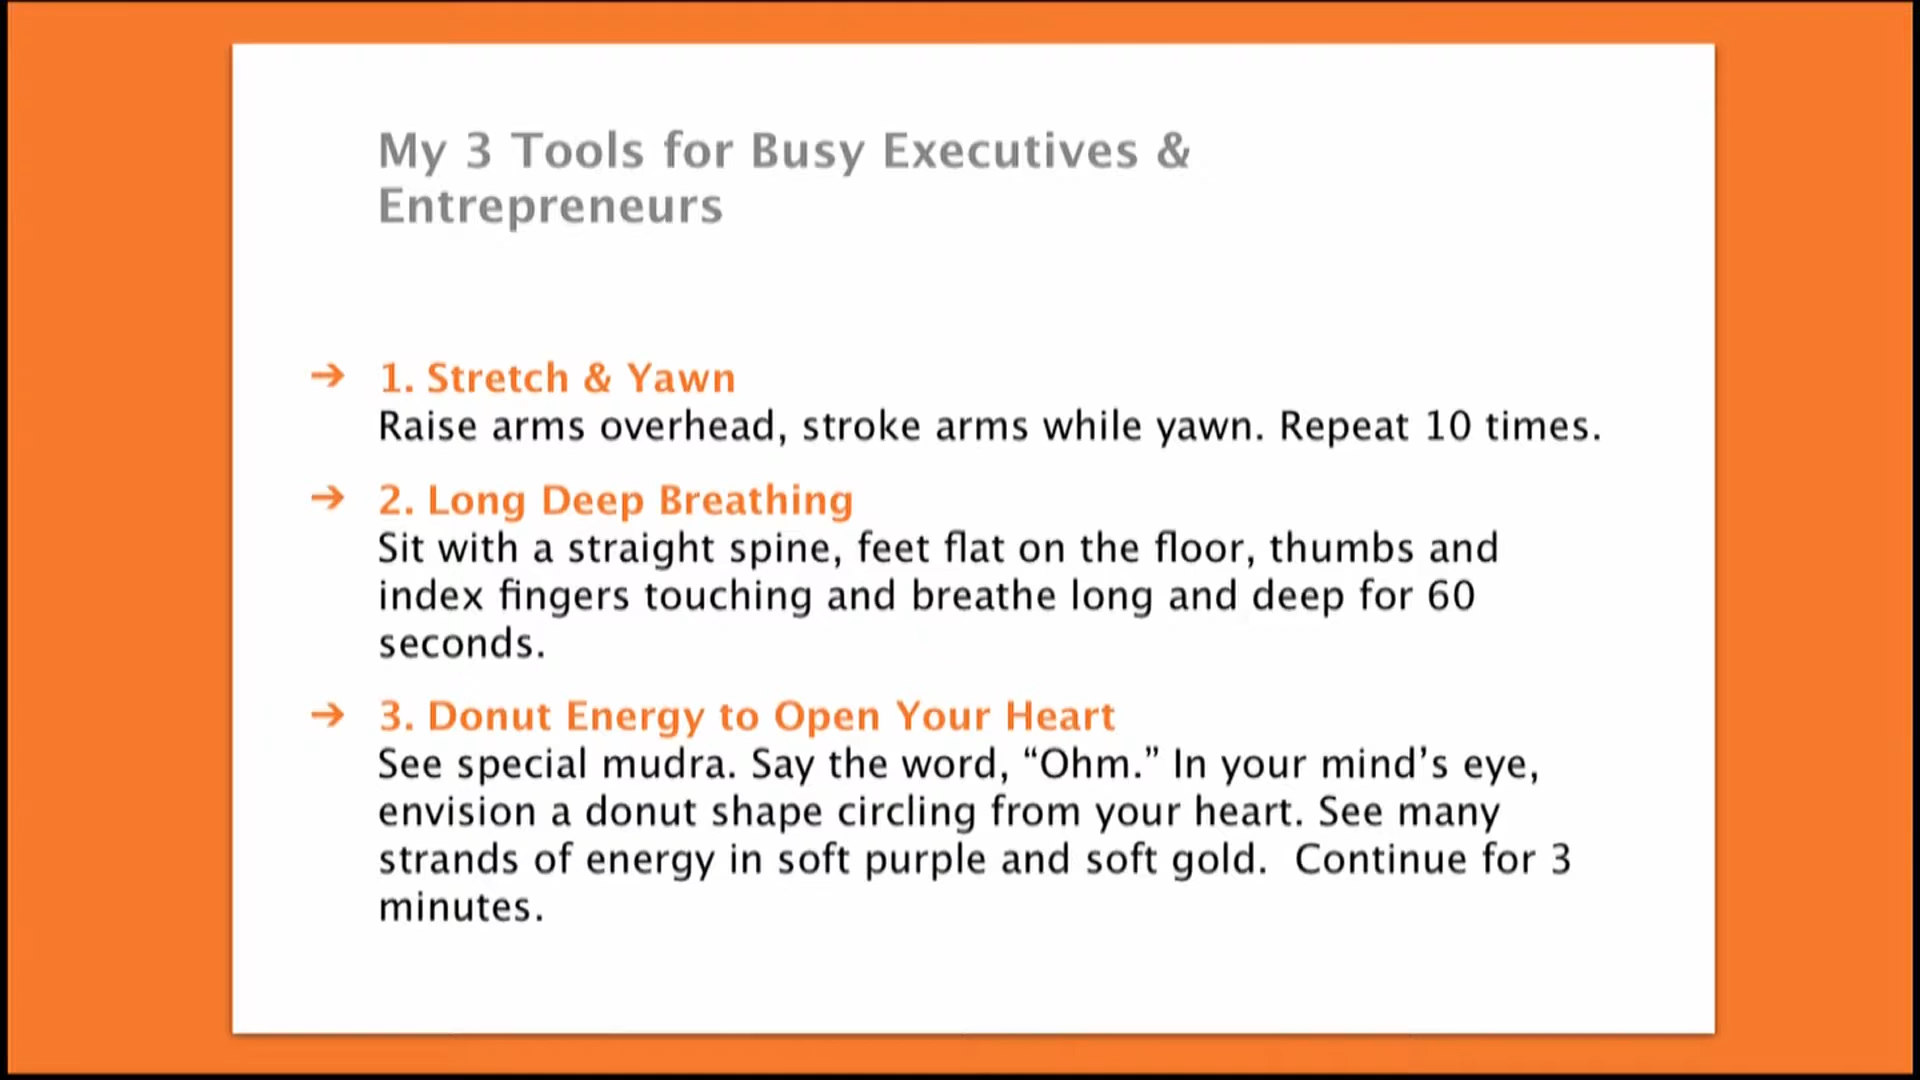 My 3 Tools for Busy Executives &
Entrepreneurs
➔ 1. Stretch & Yawn
Raise arms overhead, stroke arms while yawn. Repeat 10 times.
➔ 2. Long Deep Breathing
Sit with a straight spine, feet flat on the floor, thumbs and
index fingers touching and breathe long and deep for 60
seconds.
➔ 3. Donut Energy to Open Your Heart
See special mudra. Say the word, “Ohm.” In your mind’s eye,
envision a donut shape circling from your heart. See many
strands of energy in soft purple and soft gold.  Continue for 3
minutes.